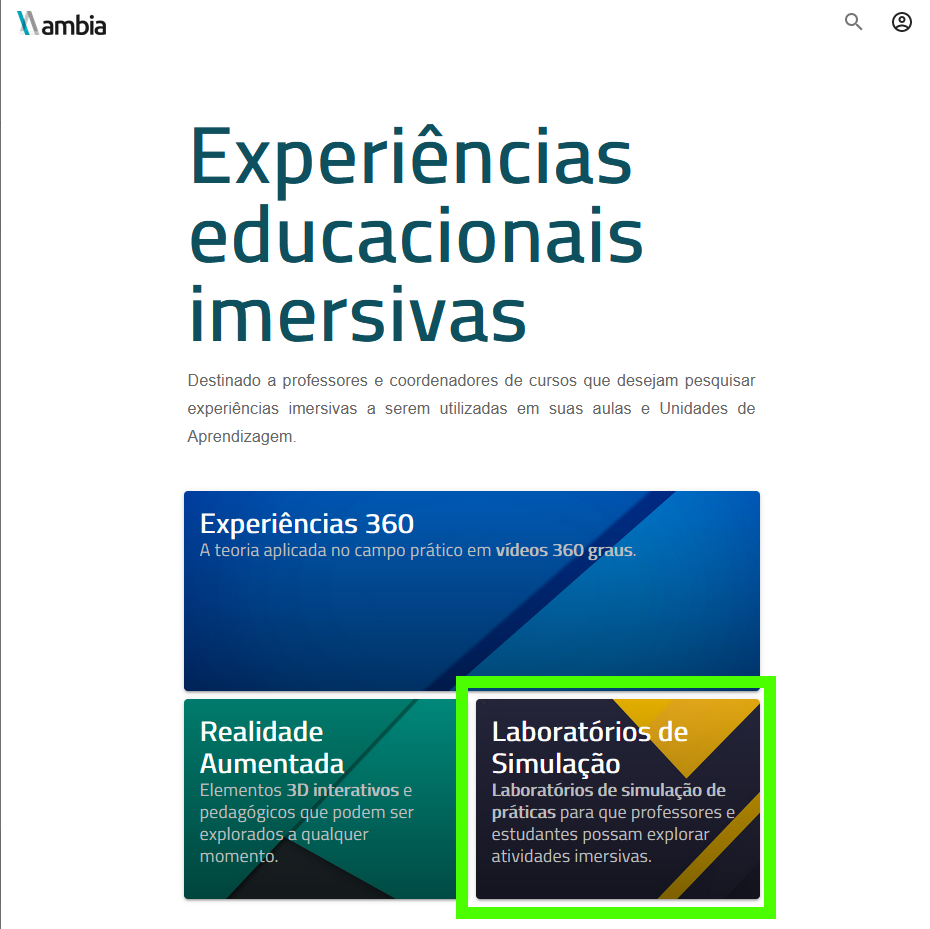 ambia
Experiências
educacionais
imersivas
Destinado a professores e coordenadores de cursos que desejam pesquisar
experiências imersivas a serem utilizadas em suas aulas e Unidades de
Aprendizagem.
Experiências 360
A teoria aplicada no campo prático em vídeos 360 graus.
Realidade
Aumentada
Elementos 3D interativos e
pedagógicos que podem ser
explorados a qualquer
momento.
Laboratórios de
Simulação
Laboratórios de simulação de
práticas para que professores e
estudantes possam explorar
atividades imersivas.